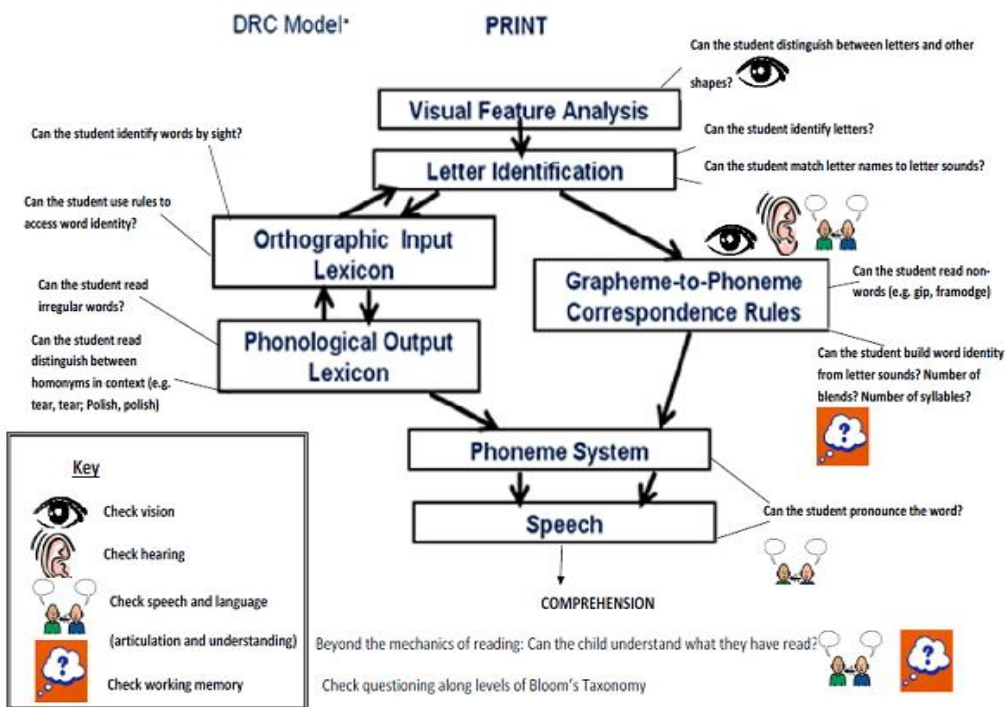 DRC Model*
PRINT
Can the student distinguish between letters and other
shapes?
Visual Feature Analysis
Can the student identify words by sight?
Can the student identify letters?
Letter Identification
Can the student match letter names to letter sounds?
Can the student use rules to
access word identity?
Orthographic Input
Lexicon
Grapheme-to-Phoneme
Correspondence Rules
Can the student read non-
words (e.g. gip, framodge)
Can the student read
irregular words?
Can the student read
distinguish between
homonyms in context (e.g.
tear, tear; Polish, polish)
Phonological Output
Lexicon
Can the student build word identity
from letter sounds? Number of
blends? Number of syllables?
?
Phoneme System
Speech
Can the student pronounce the word?
COMPREHENSION
Key
Check vision
Check hearing
Check speech and language
(articulation and understanding)
?
Check working memory
Beyond the mechanics of reading: Can the child understand what they have read?
?
Check questioning along levels of Bloom's Taxonomy